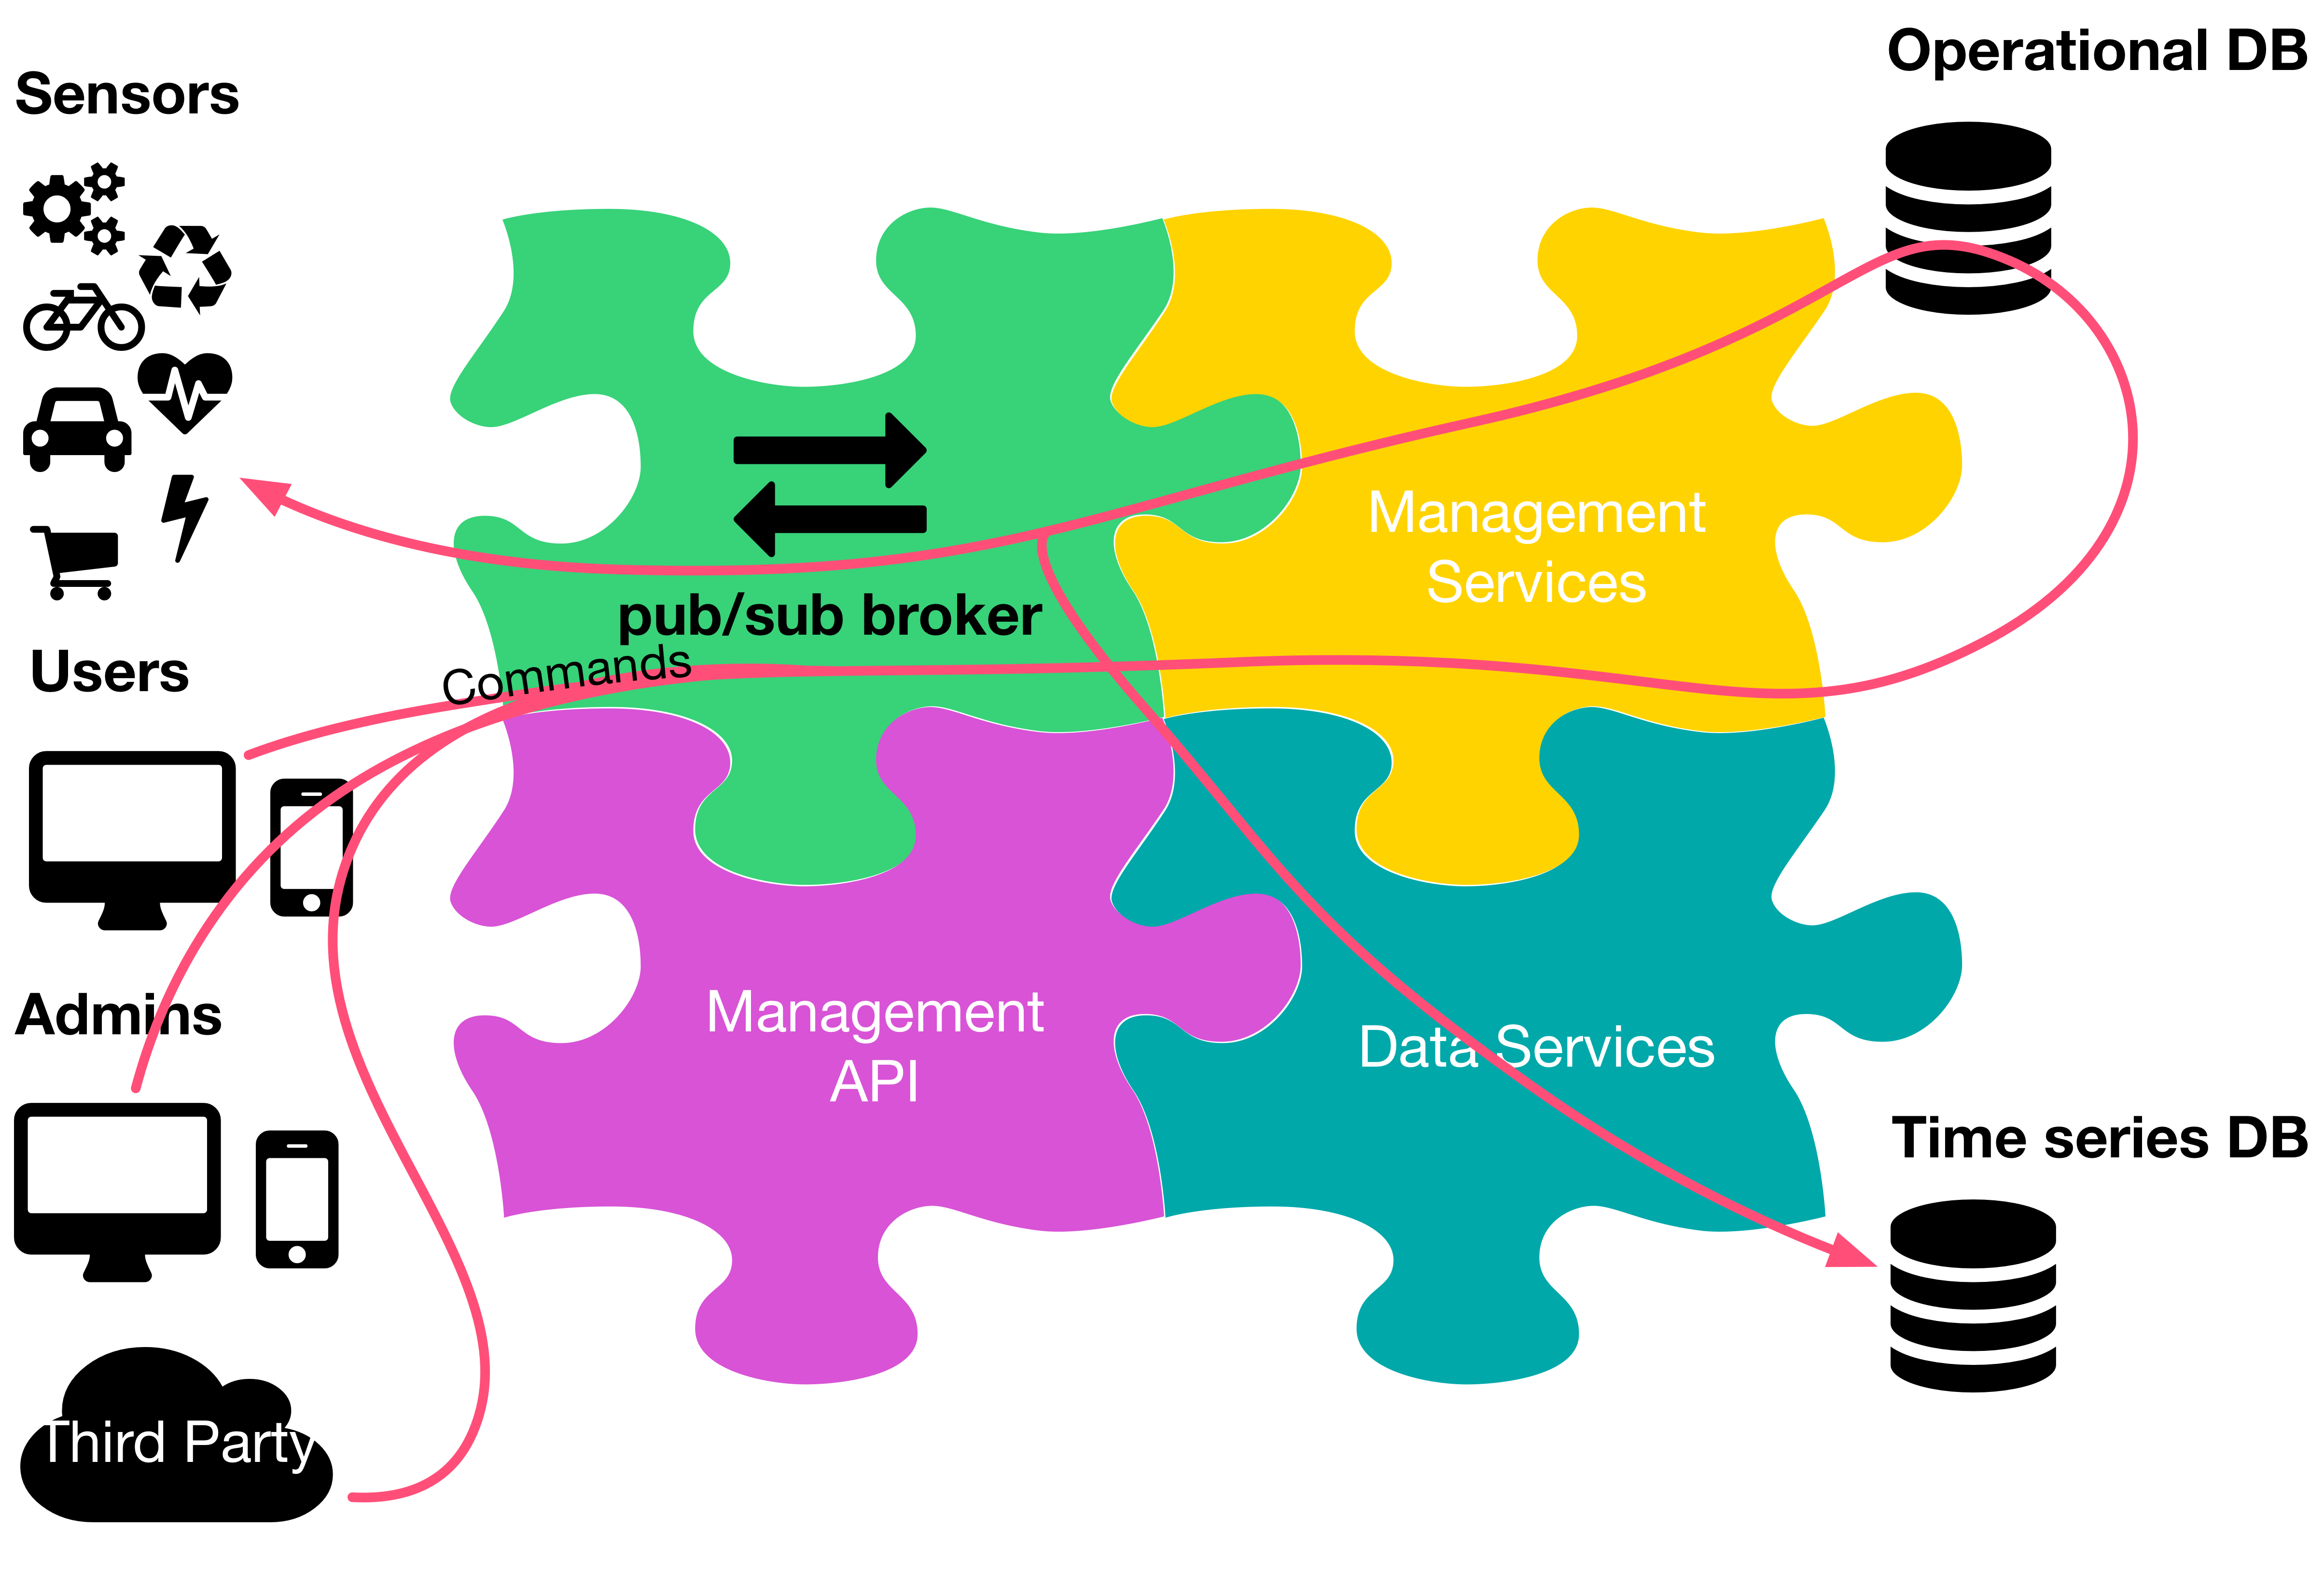 Operational DB
Sensors
Management
Services
pub/sub broker
Commands
Users
Management
API
Data Services
Admins
Time series DB
Third Party